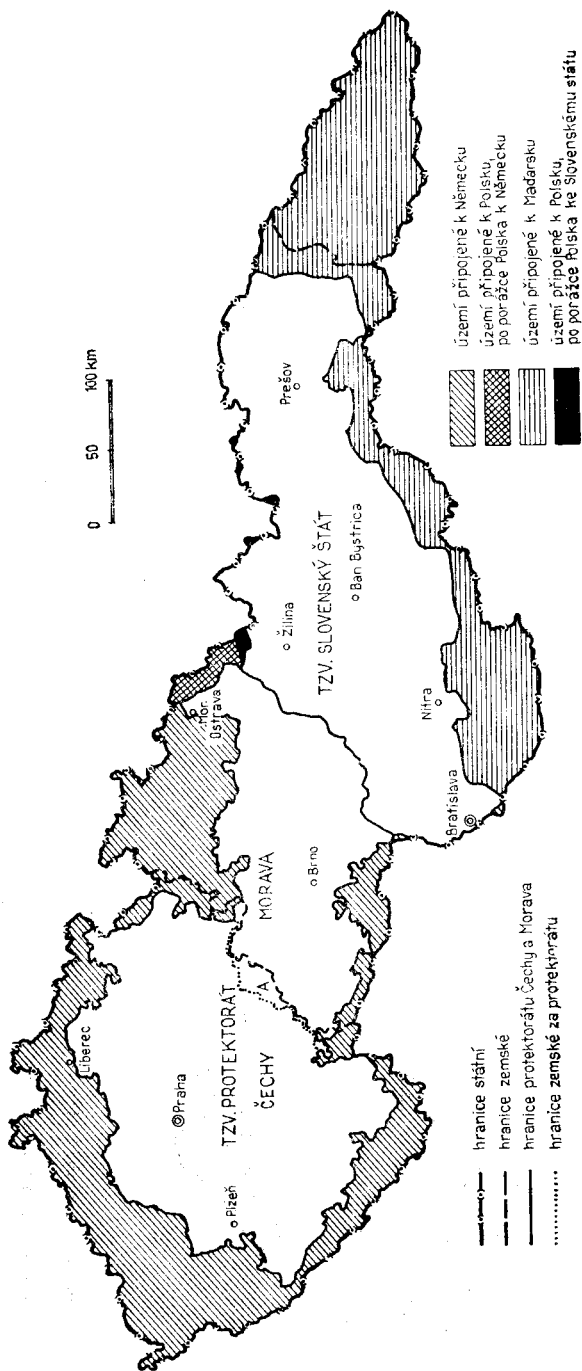 0 50 100 km
Liberec
Praha
Plzeň
TZV. PROTEKTORÁT
ČECHY
A
MORAVA
Brno
Mor.
Ostrava
Žilina
Prešov
TZV. SLOVENSKÝ ŠTÁT
Ban Bystrica
Nitra
Bratislava
hranice státní
hranice zemské
hranice protektorátu Čechy a Morava
hranice zemské za protektorátu
území připojené k Německu
území připojené k Polsku,
po porážce Polska k Německu
území připojené k Maďarsku
území připojené k Polsku,
po porážce Polska ke Slovenskému státu